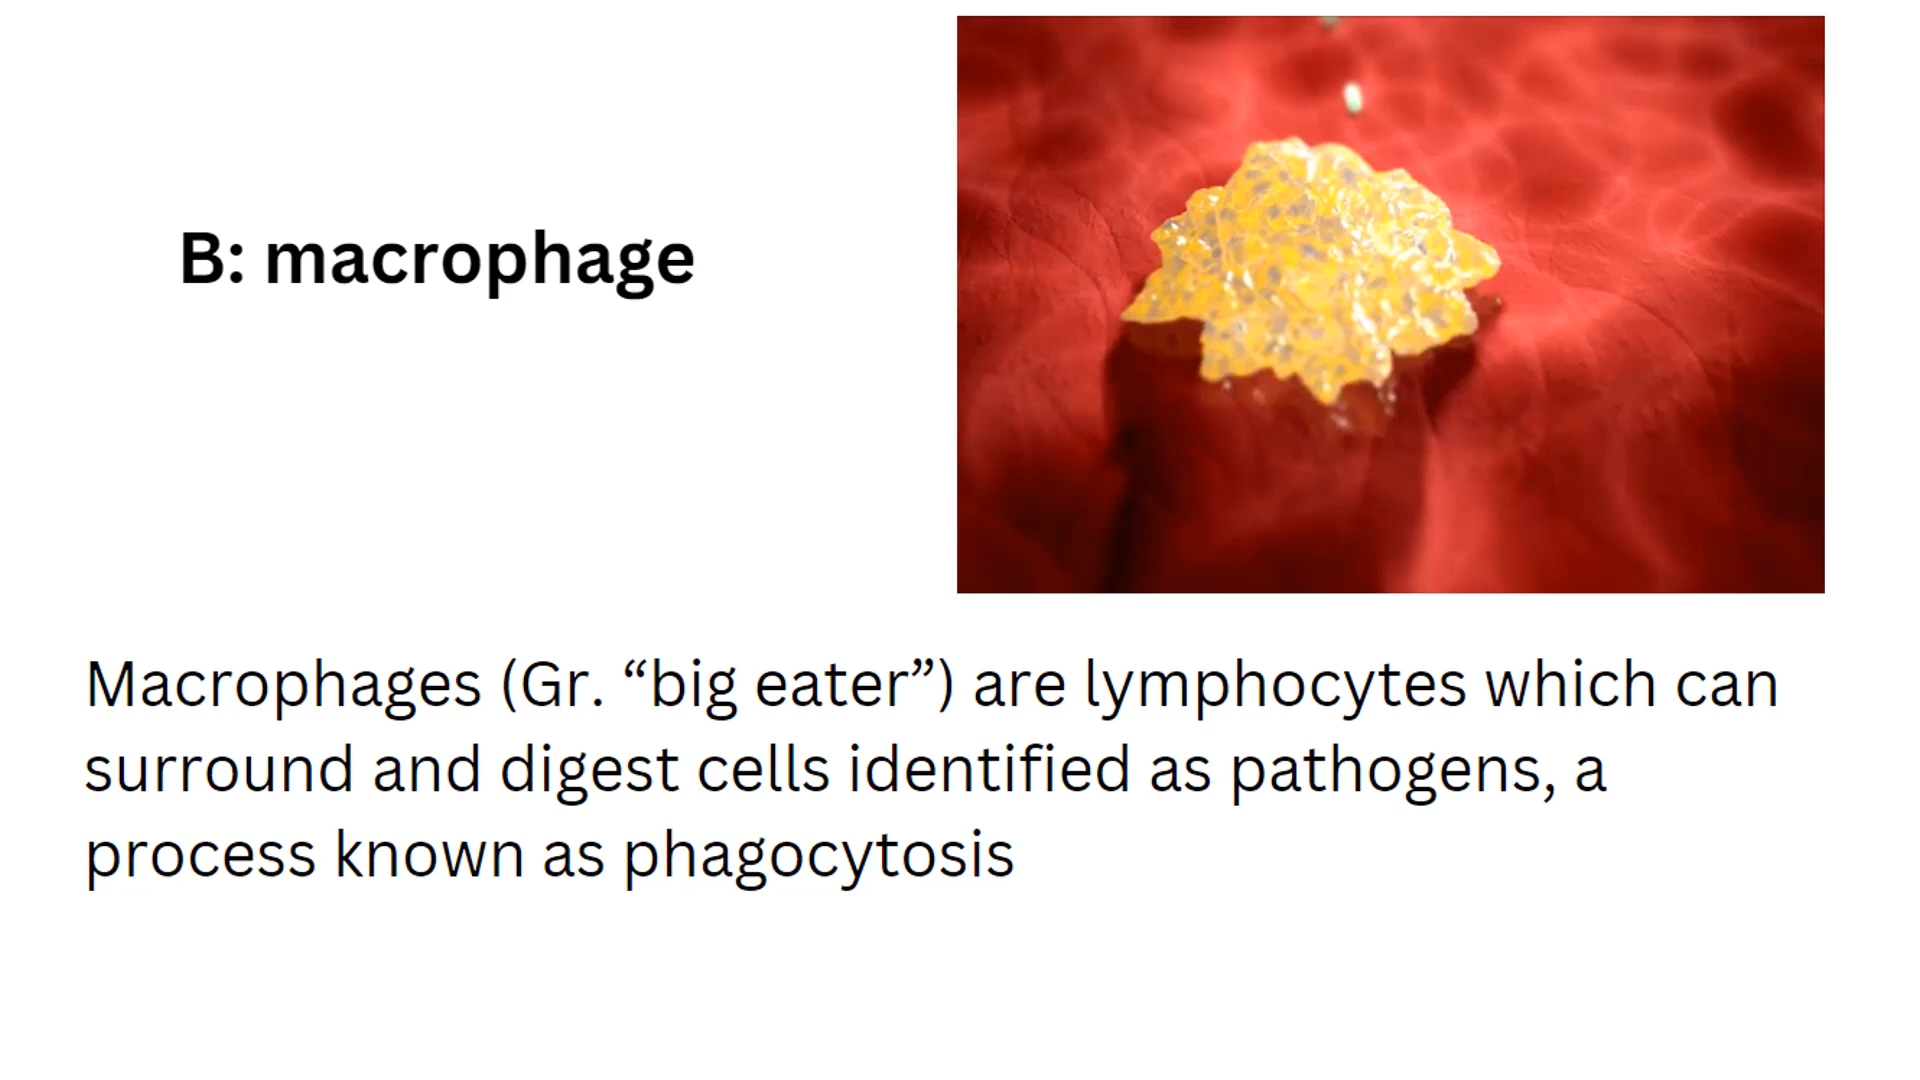 B: macrophage
Macrophages (Gr. “big eater”) are lymphocytes which can
surround and digest cells identified as pathogens, a
process known as phagocytosis